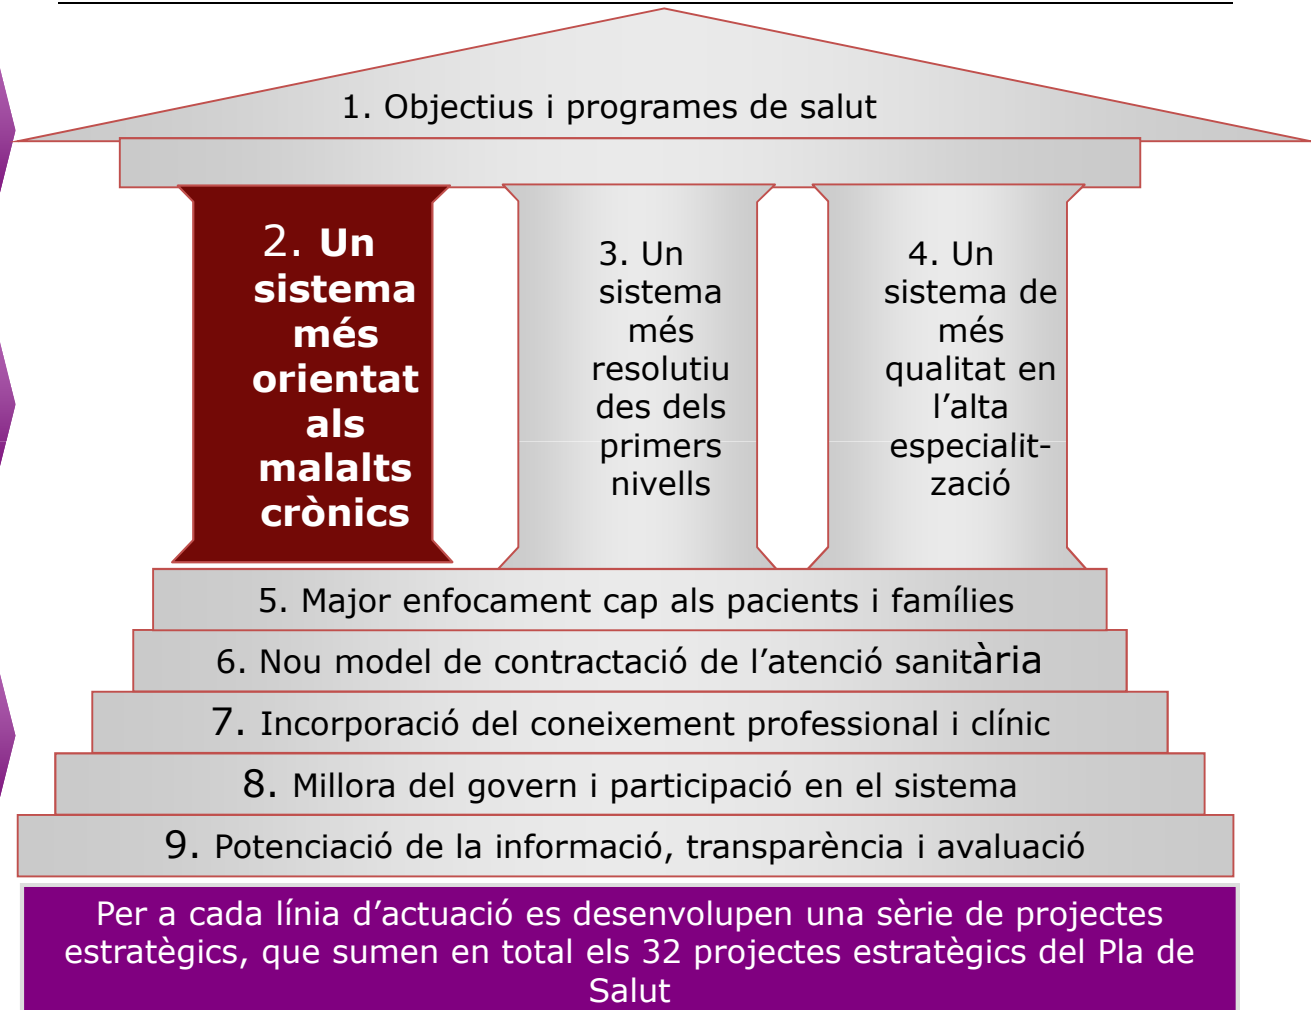 1. Objectius i programes de salut
2. Un
sistema
més
orientat
als
malalts
crònics
3. Un
sistema
més
resolutiu
des dels
primers
nivells
4. Un
sistema de
més
qualitat en
l’alta
especialit-
zació
5. Major enfocament cap als pacients i famílies
6. Nou model de contractació de l’atenció sanitària
7. Incorporació del coneixement professional i clínic
8. Millora del govern i participació en el sistema
9. Potenciació de la informació, transparència i avaluació
Per a cada línia d’actuació es desenvolupen una sèrie de projectes
estratègics, que sumen en total els 32 projectes estratègics del Pla de
Salut